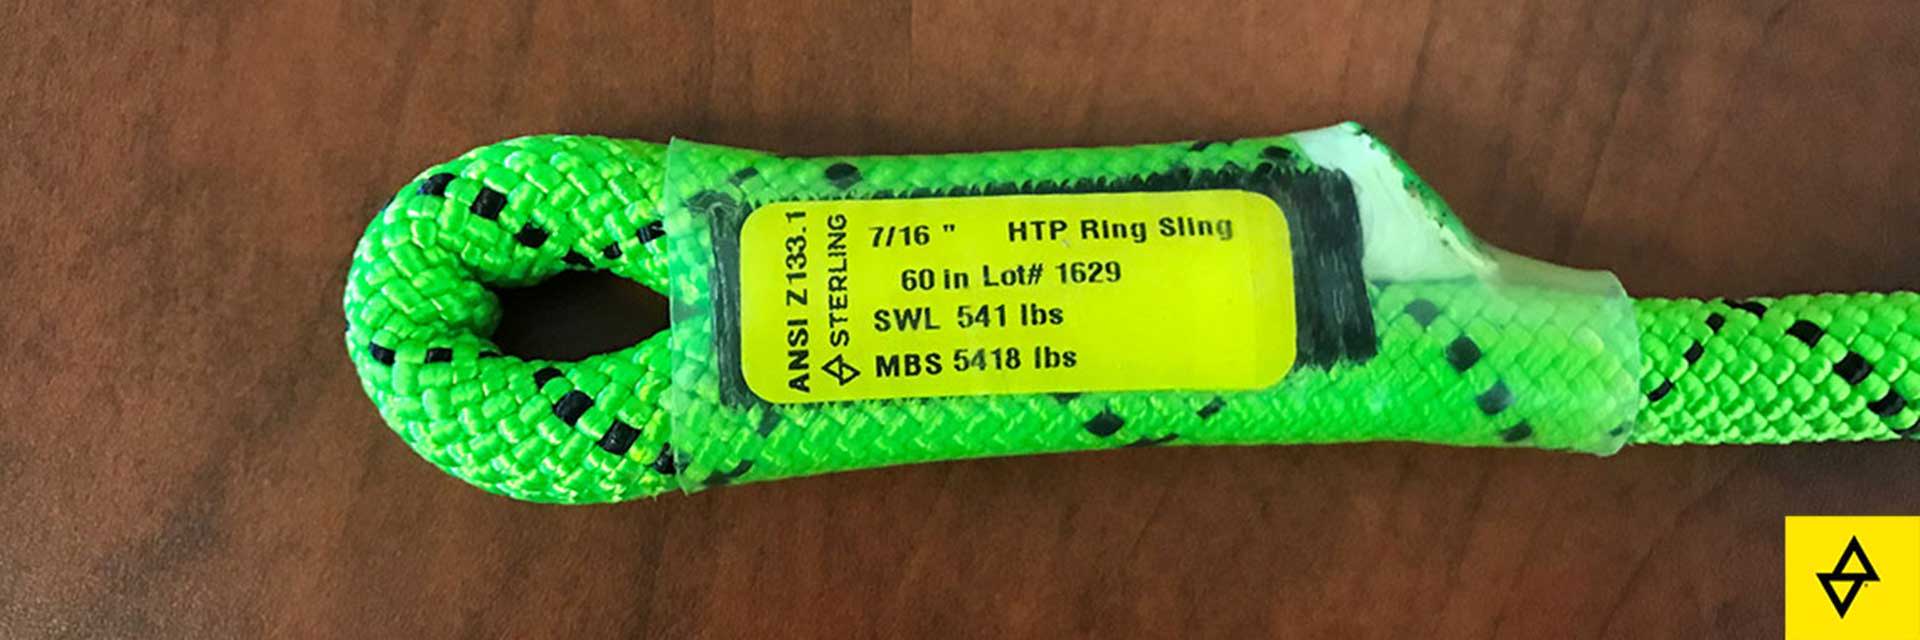 ANSI Z133.1
STERLING
7/16 " HTP Ring Sling
60 in Lot# 1629
SWL 541 lbs
MBS 5418 lbs